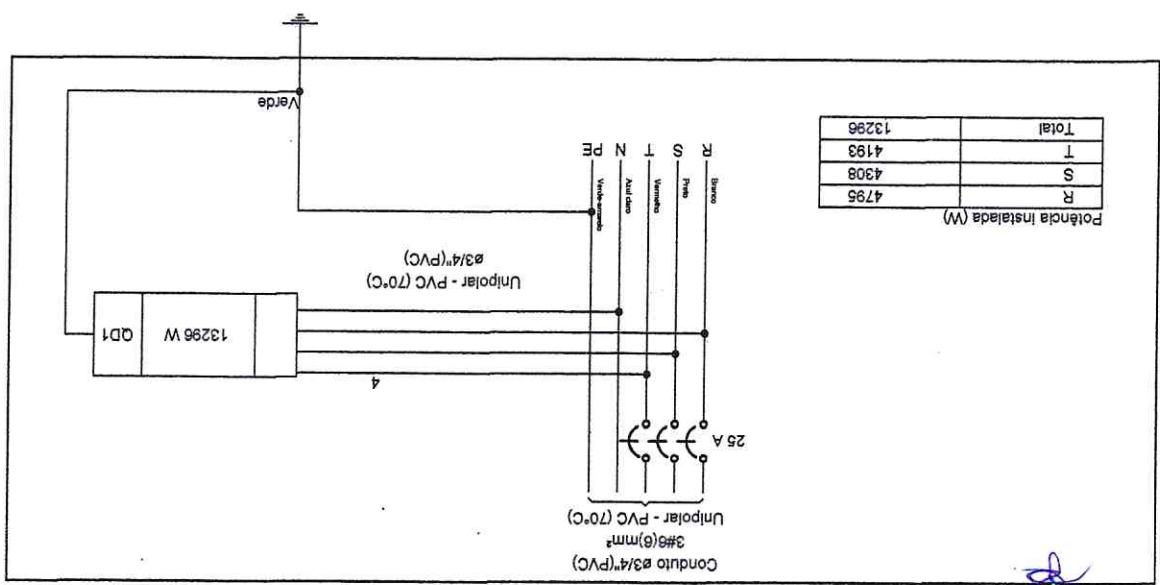 Conduto ø3/4"(PVC)
3#6(6)mm²
Unipolar - PVC (70°C)
25 A
4
QD1
13296 W
Unipolar - PVC (70°C)
ø3/4"(PVC)
Branco
Preto
Vermelho
Azul claro
Verde-amarelo
R
S
T
N
PE
Verde
Potência instalada (W)
R 4795
S 4308
T 4193
Total 13296